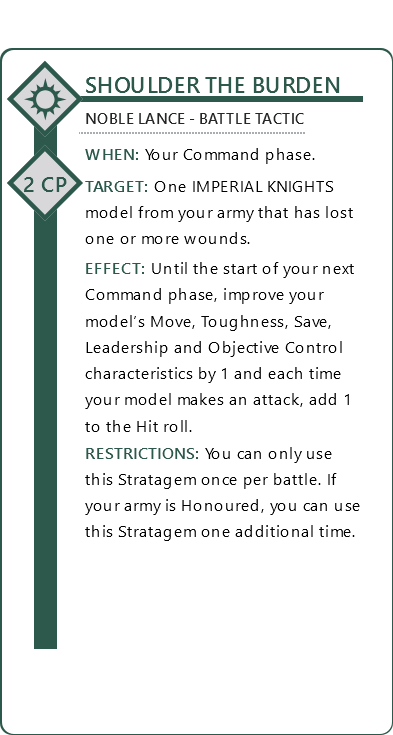 SHOULDER THE BURDEN
NOBLE LANCE - BATTLE TACTIC
WHEN: Your Command phase.
2 CP
TARGET: One IMPERIAL KNIGHTS
model from your army that has lost
one or more wounds.
EFFECT: Until the start of your next
Command phase, improve your
model’s Move, Toughness, Save,
Leadership and Objective Control
characteristics by 1 and each time
your model makes an attack, add 1
to the Hit roll.
RESTRICTIONS: You can only use
this Stratagem once per battle. If
your army is Honoured, you can use
this Stratagem one additional time.